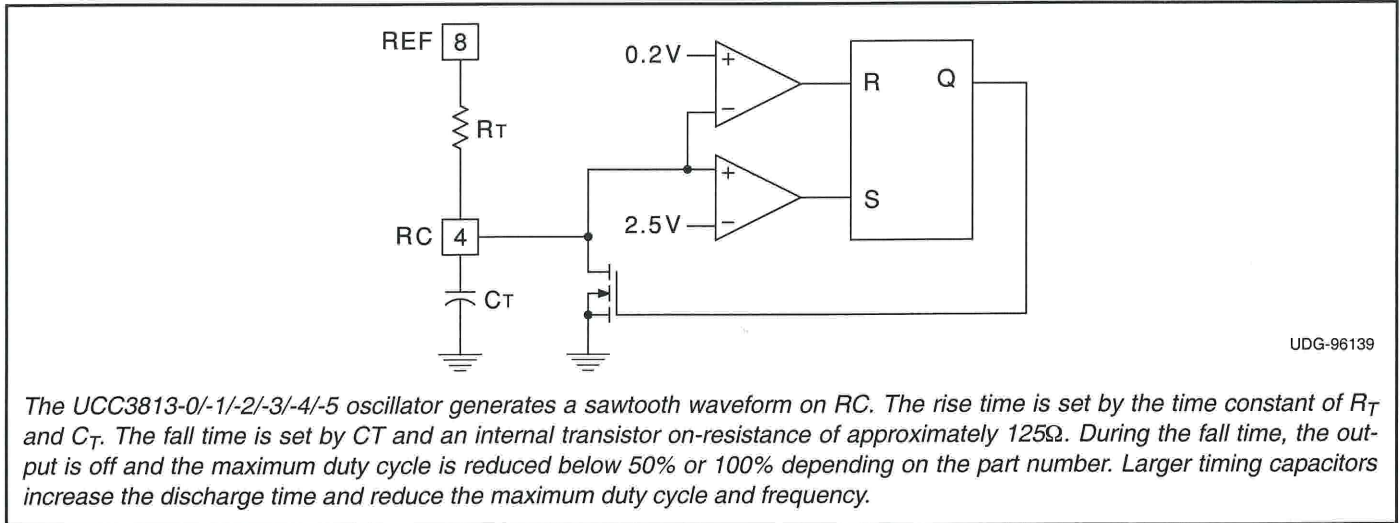 REF 8
0.2V + −
R Q
RT
+ −
S
2.5V
RC 4
CT
UDG-96139
The UCC3813-0/-1/-2/-3/-4/-5 oscillator generates a sawtooth waveform on RC. The rise time is set by the time constant of RT
and CT. The fall time is set by CT and an internal transistor on-resistance of approximately 125Ω. During the fall time, the out-
put is off and the maximum duty cycle is reduced below 50% or 100% depending on the part number. Larger timing capacitors
increase the discharge time and reduce the maximum duty cycle and frequency.